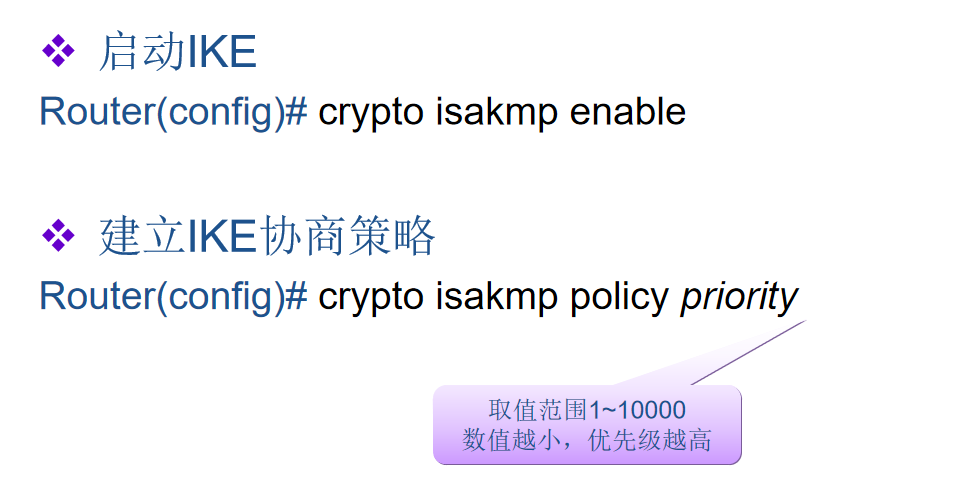 启动IKE
Router(config)# crypto isakmp enable
建立IKE协商策略
Router(config)# crypto isakmp policy priority
取值范围1~10000
数值越小，优先级越高